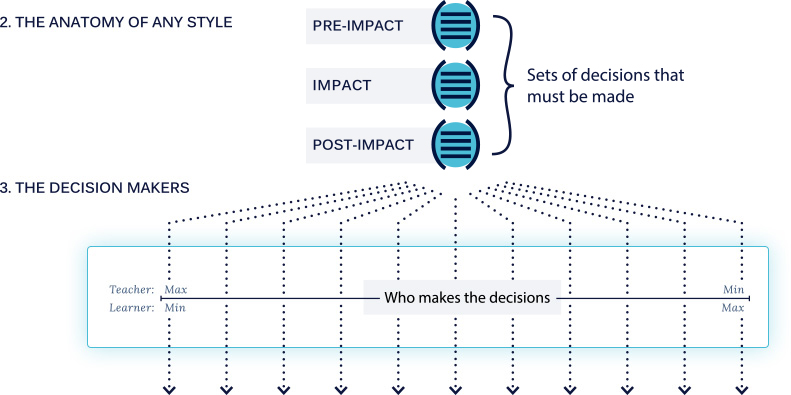 2. THE ANATOMY OF ANY STYLE
PRE-IMPACT
IMPACT
POST-IMPACT
Sets of decisions that
must be made
3. THE DECISION MAKERS
Teacher: Max
Learner: Min
Who makes the decisions
Min
Max